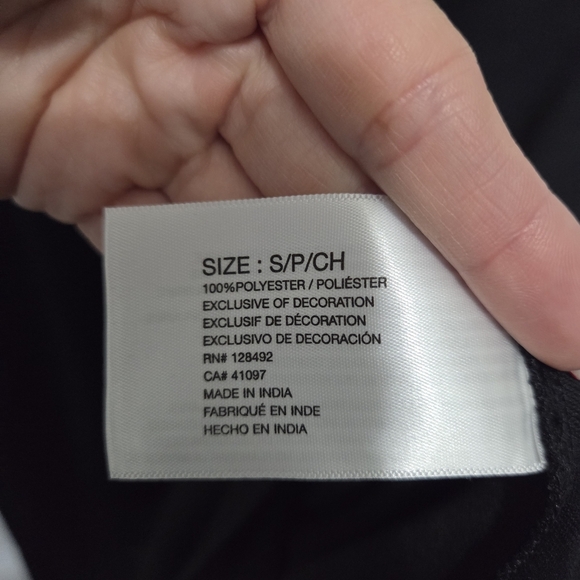 SIZE : S/P/CH
100%POLYESTER / POLIÉSTER
EXCLUSIVE OF DECORATION
EXCLUSIF DE DÉCORATION
EXCLUSIVO DE DECORACIÓN
RN# 128492
CA# 41097
MADE IN INDIA
FABRIQUÉ EN INDE
HECHO EN INDIA